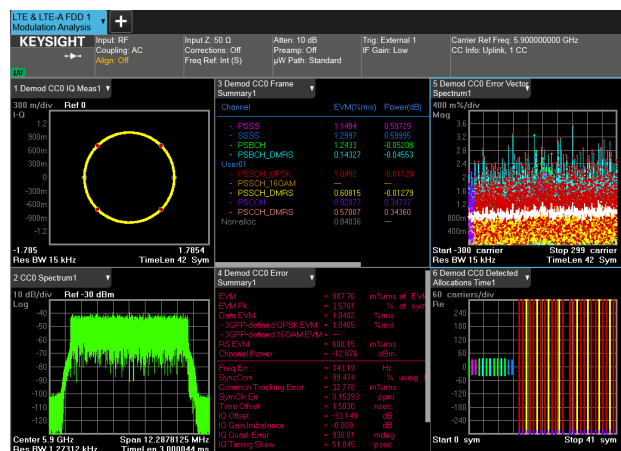 LTE & LTE-A FDD 1
Modulation Analysis
KEYSIGHT
LXI
Input: RF
Coupling: AC
Align: Off
Input Z: 50 Ω
Corrections: Off
Freq Ref: Int (S)
Atten: 10 dB
Preamp: Off
µW Path: Standard
Trig: External 1
IF Gain: Low
Carrier Ref Freq: 5.900000000 GHz
CC Info: Uplink, 1 CC
1 Demod CC0 IQ Meas1
300 m/div Ref 0
I-Q
1.2
900m
600m
300m
0
-300m
-600m
-900m
-1.2
-1.785 1.7854
Res BW 15 kHz TimeLen 42 Sym
3 Demod CC0 Frame
Summary1
Channel EVM(%rms) Power(dB)
- PSSS 1.1484 0.59729
- SSSS 1.2997 0.59995
- PSBCH 1.2433 -0.05208
- PSBCH_DMRS 0.14327 -0.04553
User01
- PSSCH_QPSK 1.0482 -0.01128
- PSSCH_16QAM — —
- PSSCH_DMRS 0.60815 -0.01279
- PSCCH 0.92077 0.34737
- PSCCH_DMRS 0.57007 0.34360
Non-alloc 0.84036 —
5 Demod CC0 Error Vector
Spectrum1
400 m%/div
Mag
3.6
3.2
2.8
2.4
2
1.6
1.2
800m
400m
Start -300 carrier Stop 299 carrier
Res BW 15 kHz TimeLen 42 Sym
2 CC0 Spectrum1
10 dB/div Ref -30 dBm
Log
-40
-50
-60
-70
-80
-90
-100
-110
-120
Center 5.9 GHz Span 12.2878125 MHz
Res BW 1.27312 kHz TimeLen 3.000044 ms
4 Demod CC0 Error
Summary1
EVM = 987.76 m%rms at EVM
EVM Pk = 3.5701 % at sym
Data EVM = 1.0482 %rms
- 3GPP-defined QPSK EVM = 1.0485 %rms
- 3GPP-defined 16QAM EVM = —
RS EVM = 608.15 m%rms
Channel Power = -12.876 dBm
Freq Err = 143.19 Hz
SyncCorr = 99.474 % using
Common Tracking Error = 32.778 m%rms
SymClk Err = 0.15393 ppm
Time Offset = 1.5030 nsec
IQ Offset = -33.149 dB
IQ Gain Imbalance = -0.009 dB
IQ Quad. Error = 938.01 mdeg
IQ Timing Skew = 51.845 psec
6 Demod CC0 Detected
Allocations Time1
60 carriers/div
Re
240
180
120
60
0
-60
-120
-180
-240
Start 0 sym Stop 41 sym